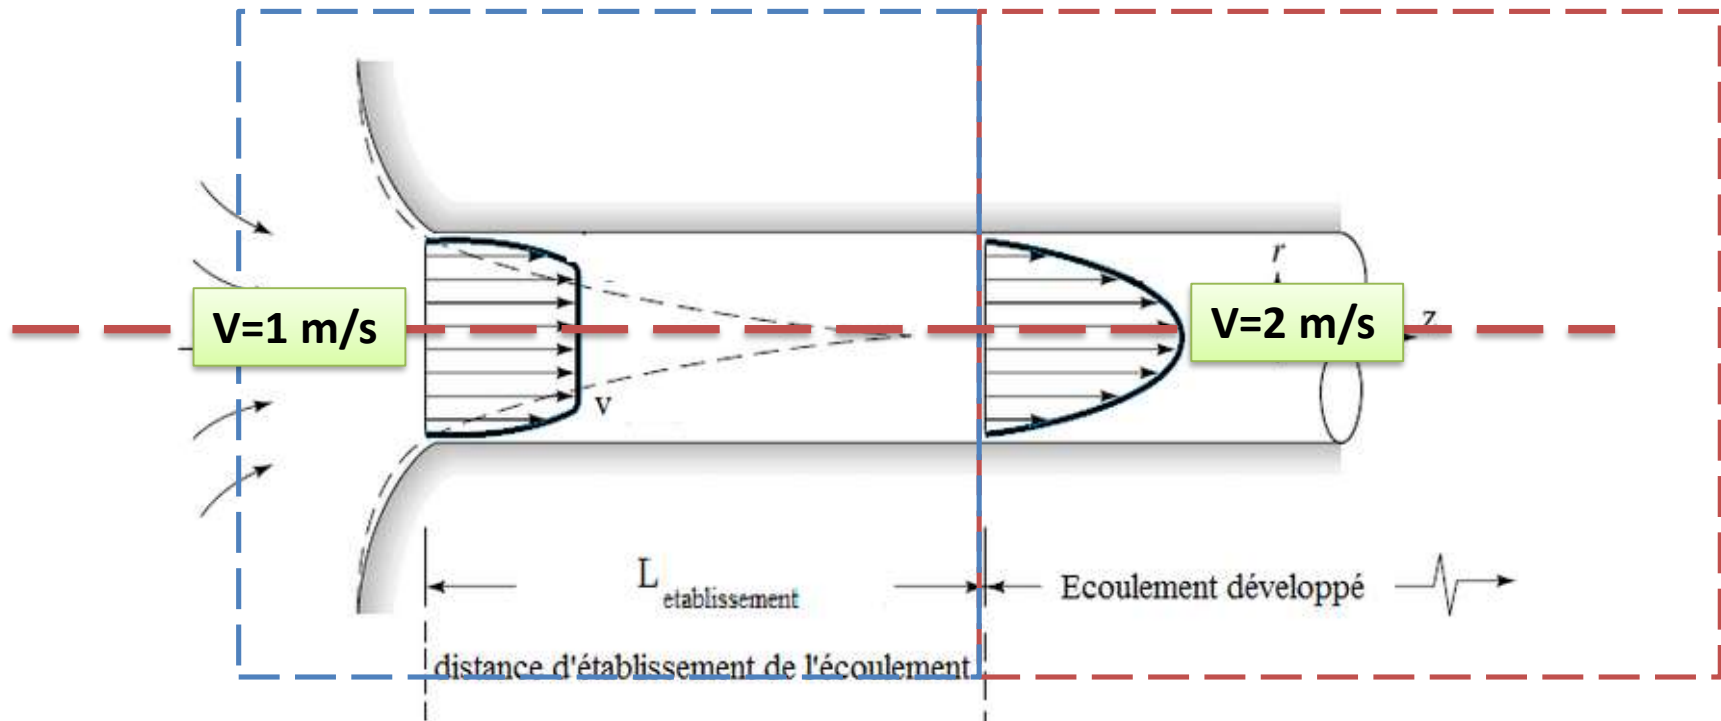 r
V=1 m/s
V=2 m/s
z
v
L etablissement
Ecoulement développé
distance d'établissement de l'écoulement